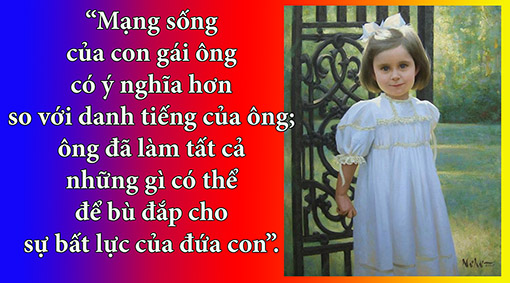 “Mạng sống
của con gái ông
có ý nghĩa hơn
so với danh tiếng của ông;
ông đã làm tất cả
những gì có thể
để bù đắp cho
sự bất lực của đứa con”.